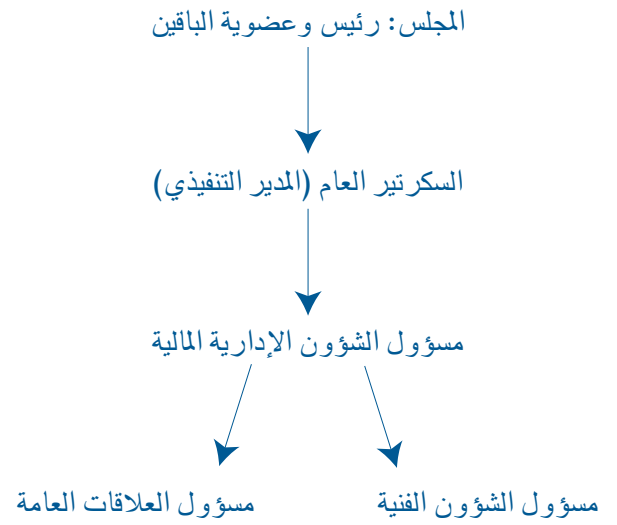 المجلس: رئيس وعضوية الباقين
السكرتير العام (المدير التنفيذي)
مسؤول الشؤون الإدارية المالية
مسؤول الشؤون الفنية
مسؤول العلاقات العامة